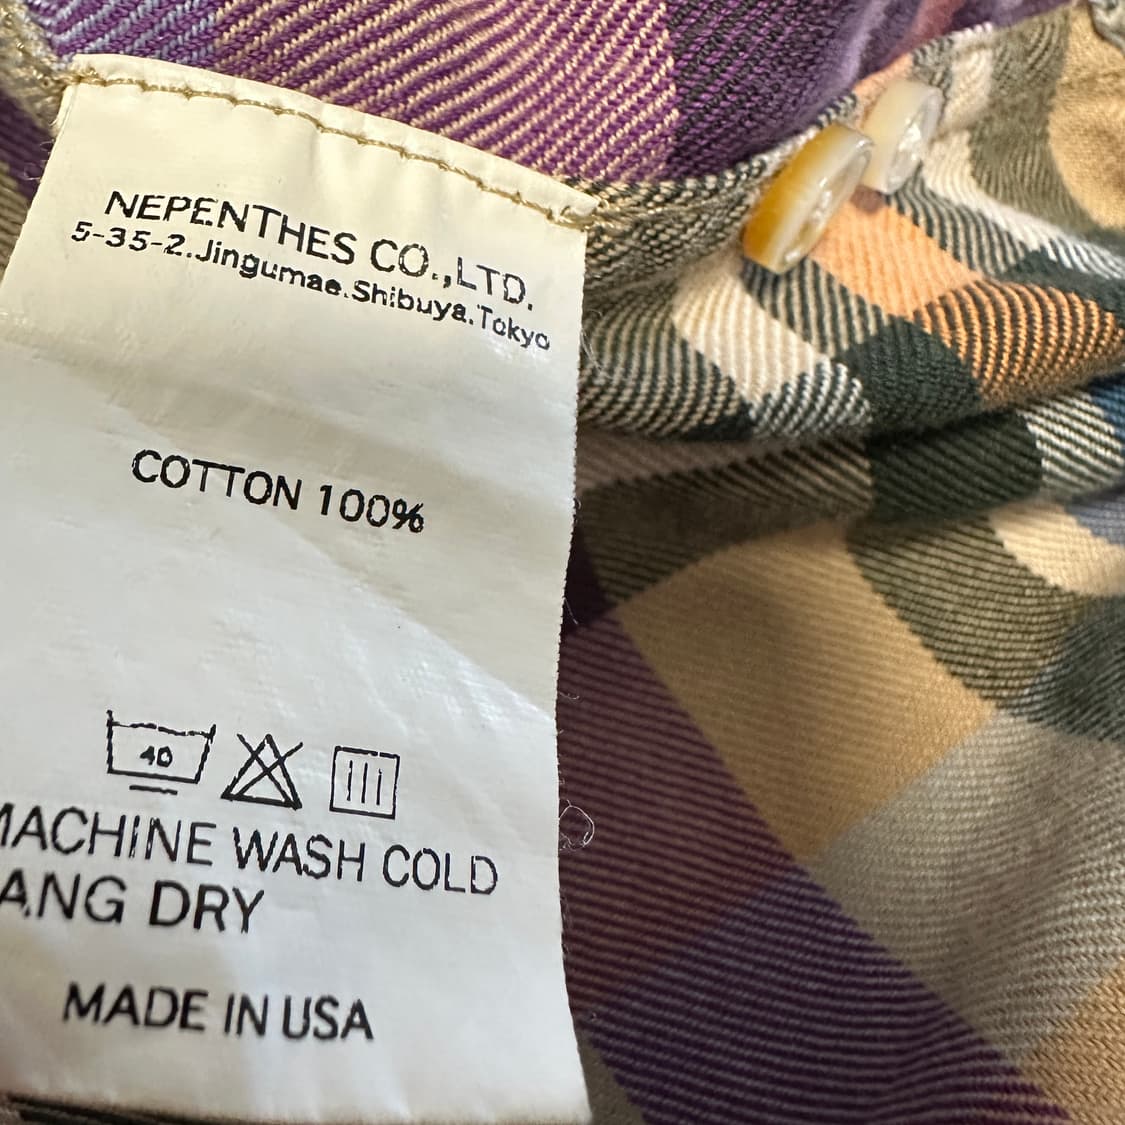 NEPENTHES CO.,LTD.
5-35-2.Jingumae.Shibuya.Tokyo
COTTON 100%
40
MACHINE WASH COLD
ANG DRY
MADE IN USA